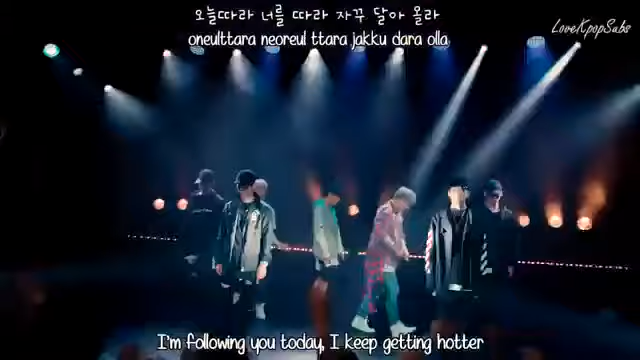 오늘따라 너를 따라 자꾸 달아 올라
oneulttara neoreul ttara jakku dara olla
LoveKpopSubs
I'm following you today, I keep getting hotter